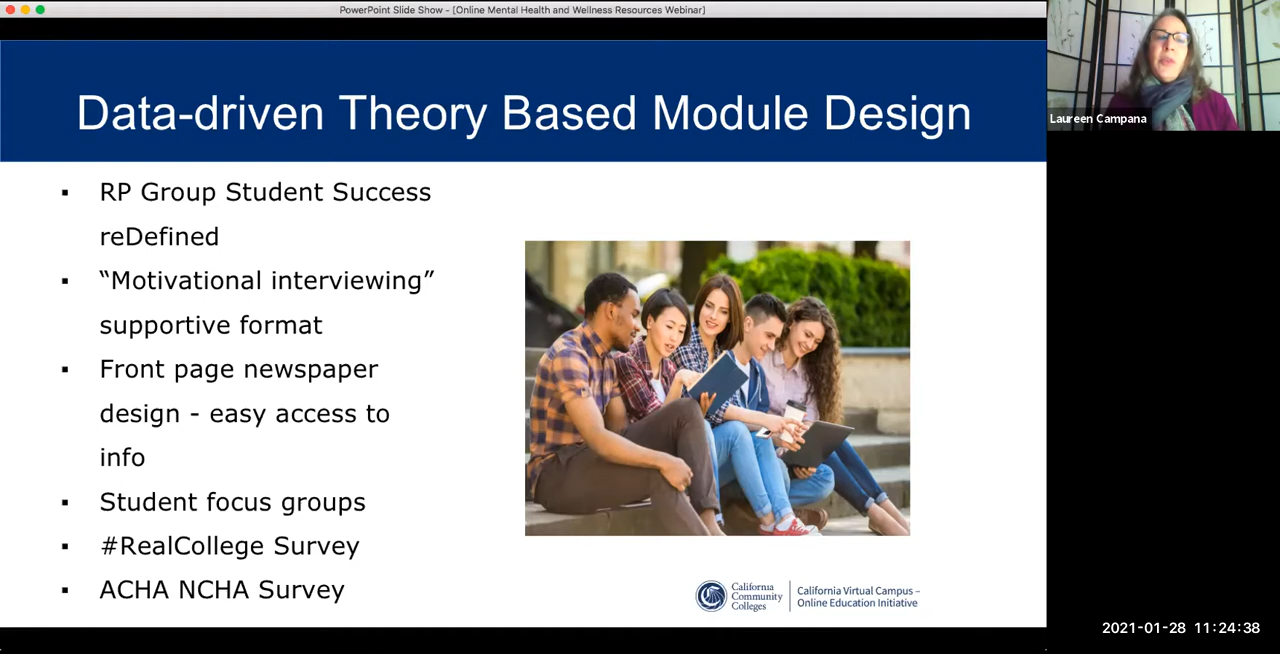 PowerPoint Slide Show - [Online Mental Health and Wellness Resources Webinar]
Data-driven Theory Based Module Design
▪ RP Group Student Success
reDefined
▪ “Motivational interviewing”
supportive format
▪ Front page newspaper
design - easy access to
info
▪ Student focus groups
▪ #RealCollege Survey
▪ ACHA NCHA Survey
California
Community
Colleges
California Virtual Campus –
Online Education Initiative
Laureen Campana
2021-01-28 11:24:38